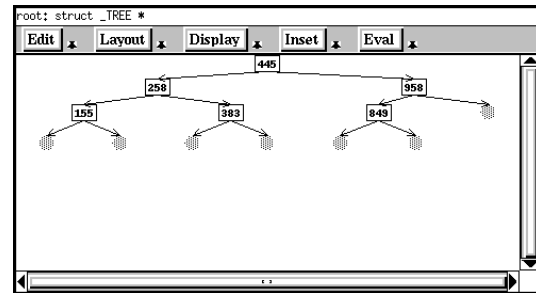 root: struct _TREE *
Edit Layout Display Inset Eval
445
258 958
155 383 849